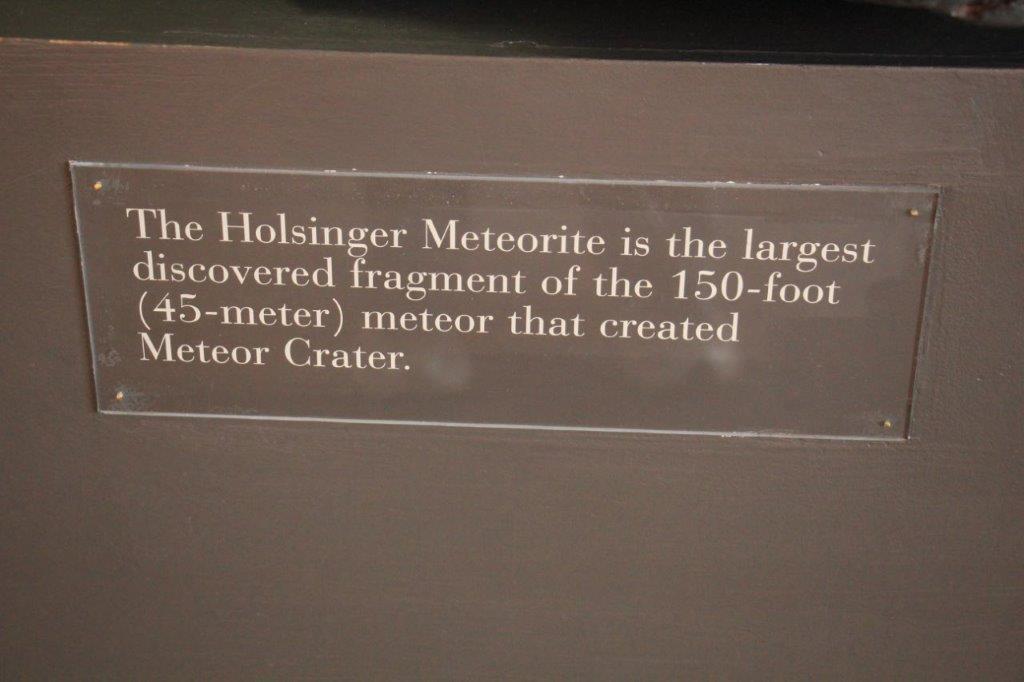 The Holsinger Meteorite is the largest
discovered fragment of the 150-foot
(45-meter) meteor that created
Meteor Crater.